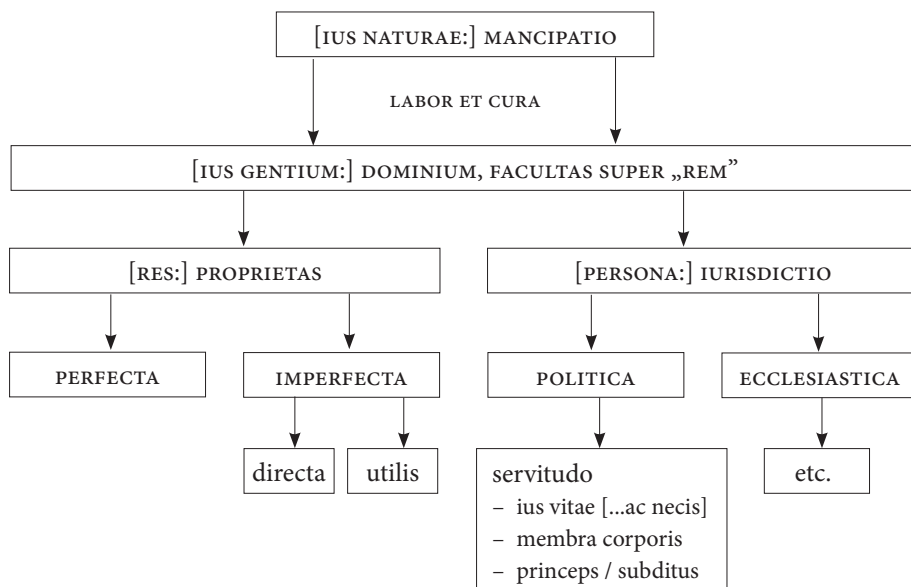 [IUS NATURAE:] MANCIPATIO
LABOR ET CURA
[IUS GENTIUM:] DOMINIUM, FACULTAS SUPER „REM”
[RES:] PROPRIETAS
[PERSONA:] IURISDICTIO
PERFECTA
IMPERFECTA
POLITICA
ECCLESIASTICA
directa
utilis
servitudo
– ius vitae [...ac necis]
– membra corporis
– princeps / subditus
etc.